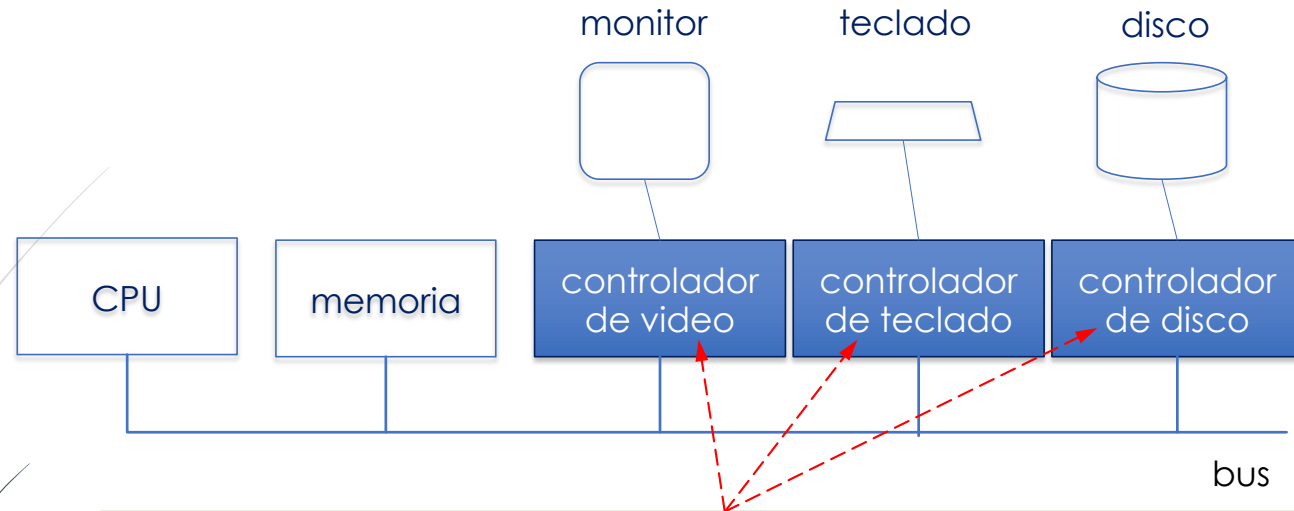 monitor
teclado
disco
CPU
memoria
controlador
de video
controlador
de teclado
controlador
de disco
bus